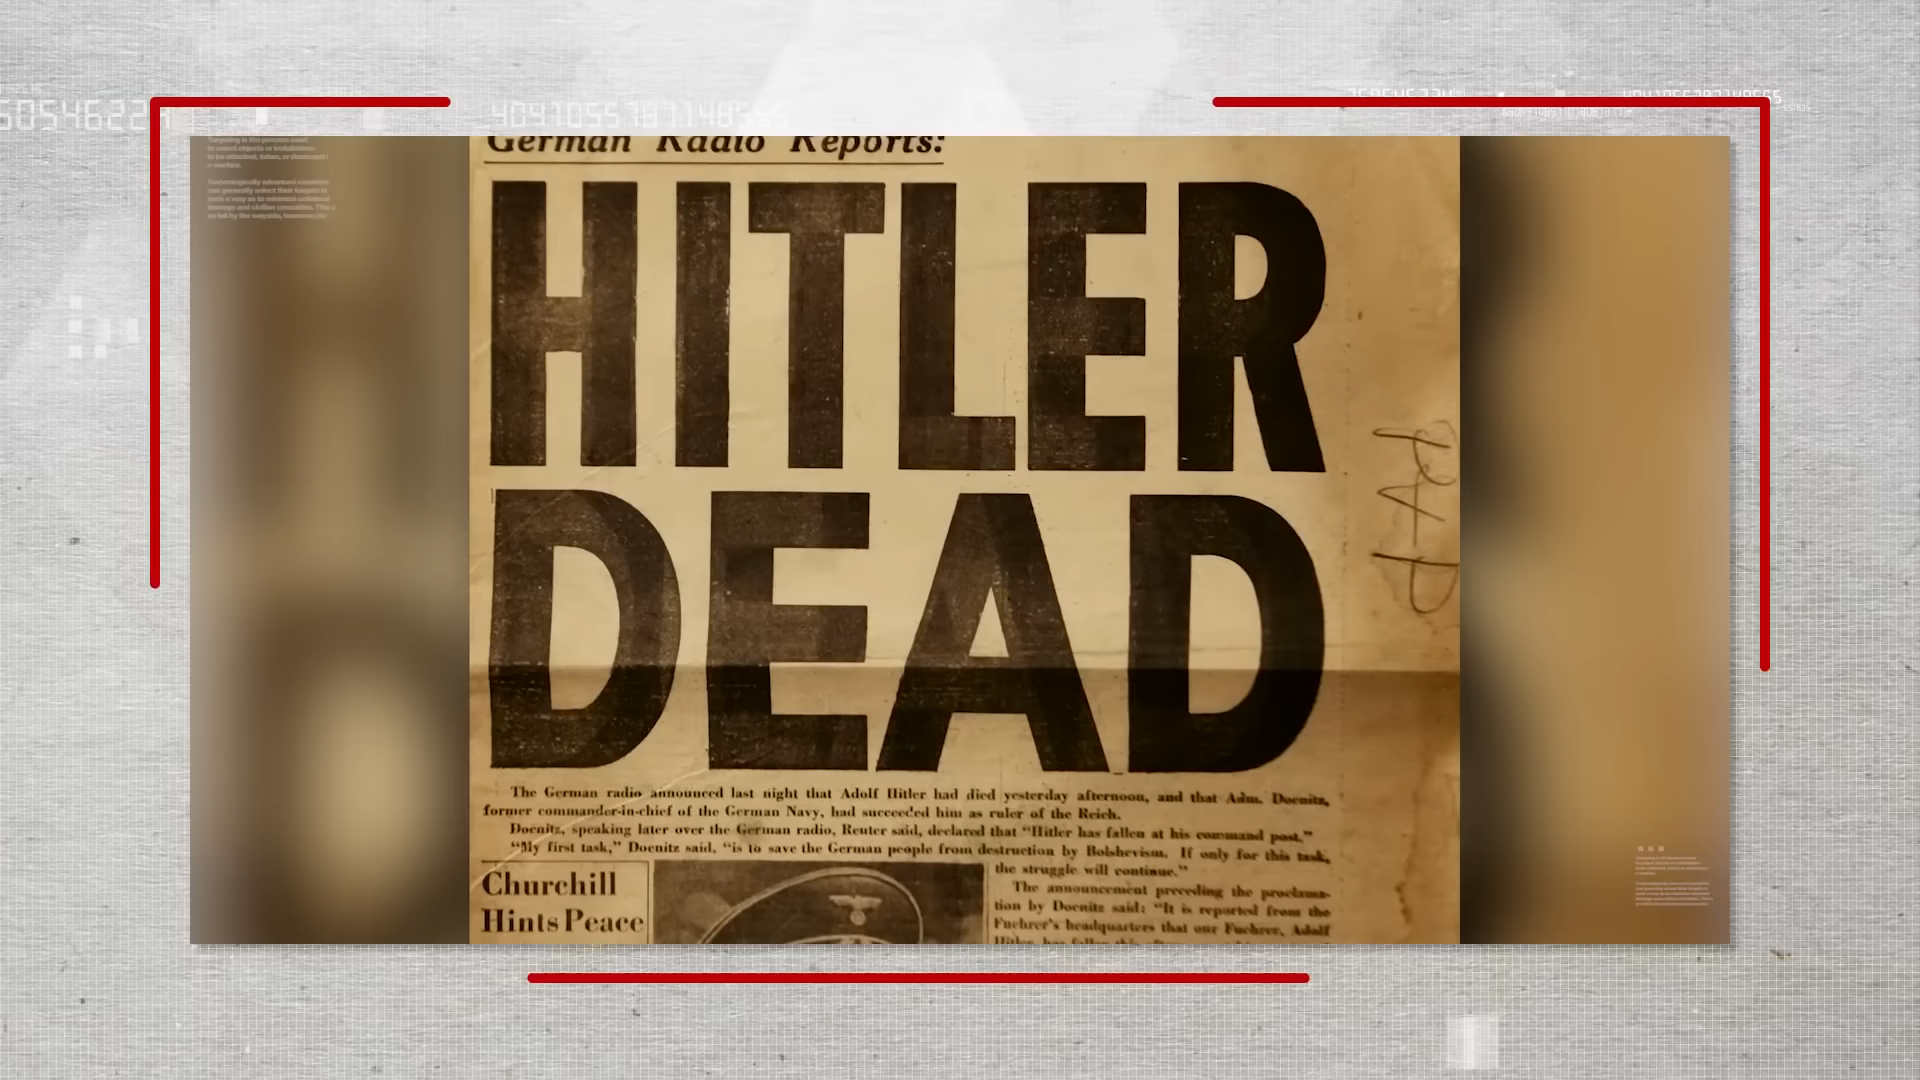 German Radio Reports:
HITLER
DEAD
The German radio announced last night that Adolf Hitler had died yesterday afternoon, and that Adm. Doenitz,
former commander-in-chief of the German Navy, had succeeded him as ruler of the Reich.
Doenitz, speaking later over the German radio, Reuter said, declared that “Hitler has fallen at his command post.”
“My first task,” Doenitz said, “is to save the German people from destruction by Bolshevism. If only for this task,
the struggle will continue.”
Churchill
Hints Peace
The announcement preceding the proclama-
tion by Doenitz said: “It is reported from the
Fuehrer’s headquarters that our Fuehrer, Adolf
Hitler, has fallen this